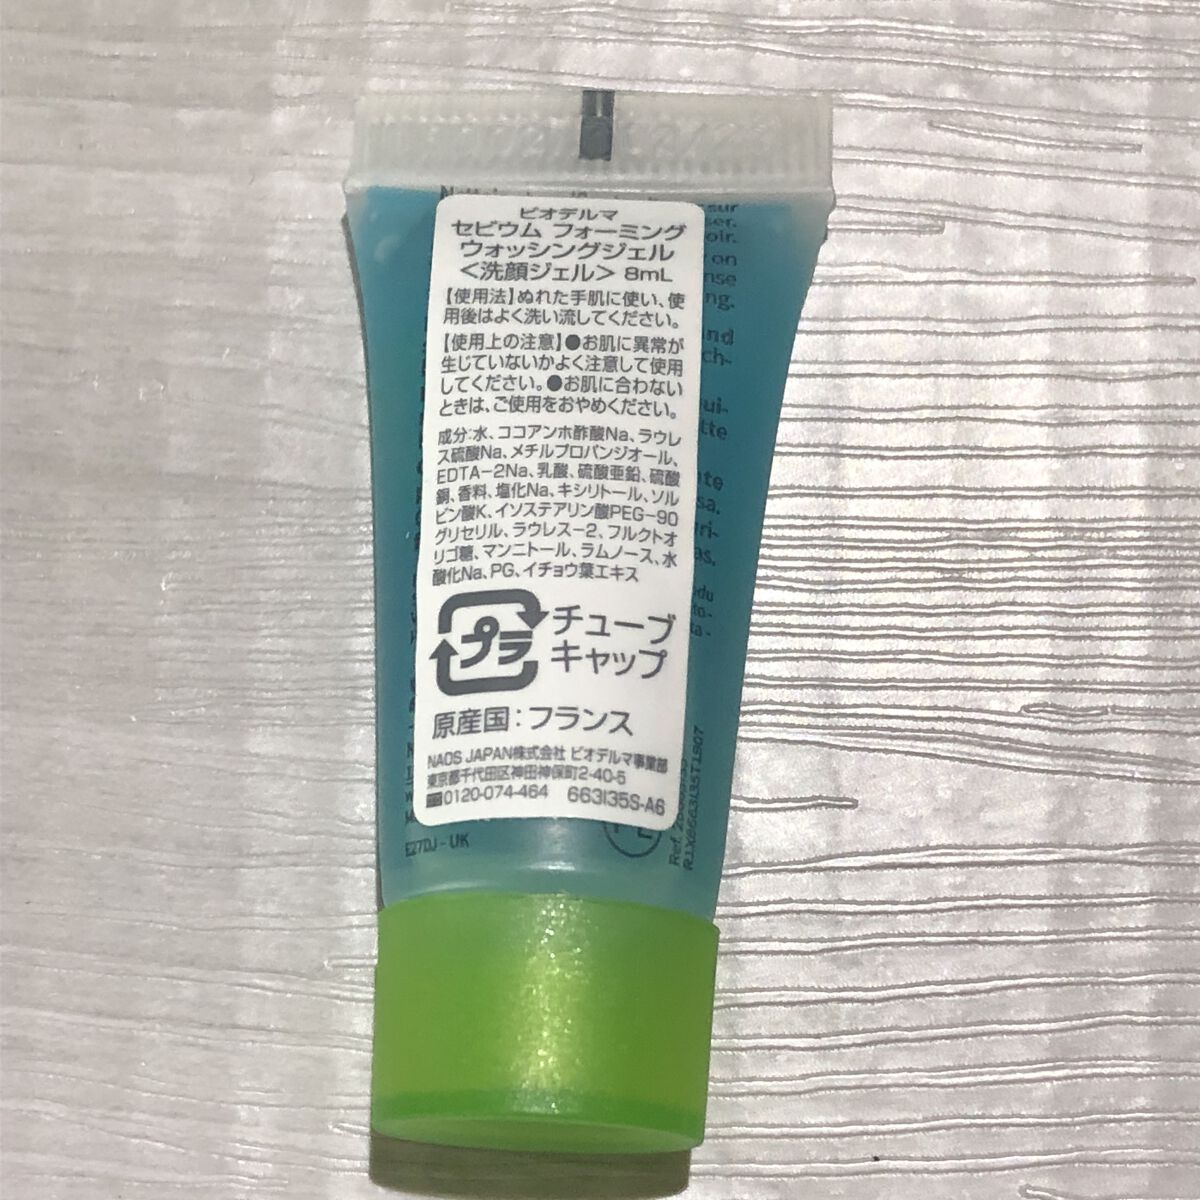 ビオデルマ
セビウム フォーミング
ウォッシングジェル
<洗顔ジェル> 8mL
【使用法】ぬれた手肌に使い、使
用後はよく洗い流してください。
【使用上の注意】●お肌に異常が
生じていないかよく注意して使用
してください。●お肌に合わない
ときは、ご使用をおやめください。
成分:水、ココアンホ酢酸Na、ラウレ
ス硫酸Na、メチルプロパンジオール、
EDTA-2Na、乳酸、硫酸亜鉛、硫酸
銅、香料、塩化Na、キシリトール、ソル
ビン酸K、イソステアリン酸PEG-90
グリセリル、ラウレス-2、フルクトオ
リゴ糖、マンニトール、ラムノース、水
酸化Na、PG、イチョウ葉エキス
プラ
チューブ
キャップ
原産国:フランス
NAOS JAPAN株式会社 ビオデルマ事業部
東京都千代田区神田神保町2-40-5
0120-074-464 663135S-A6
E27DJ - UK